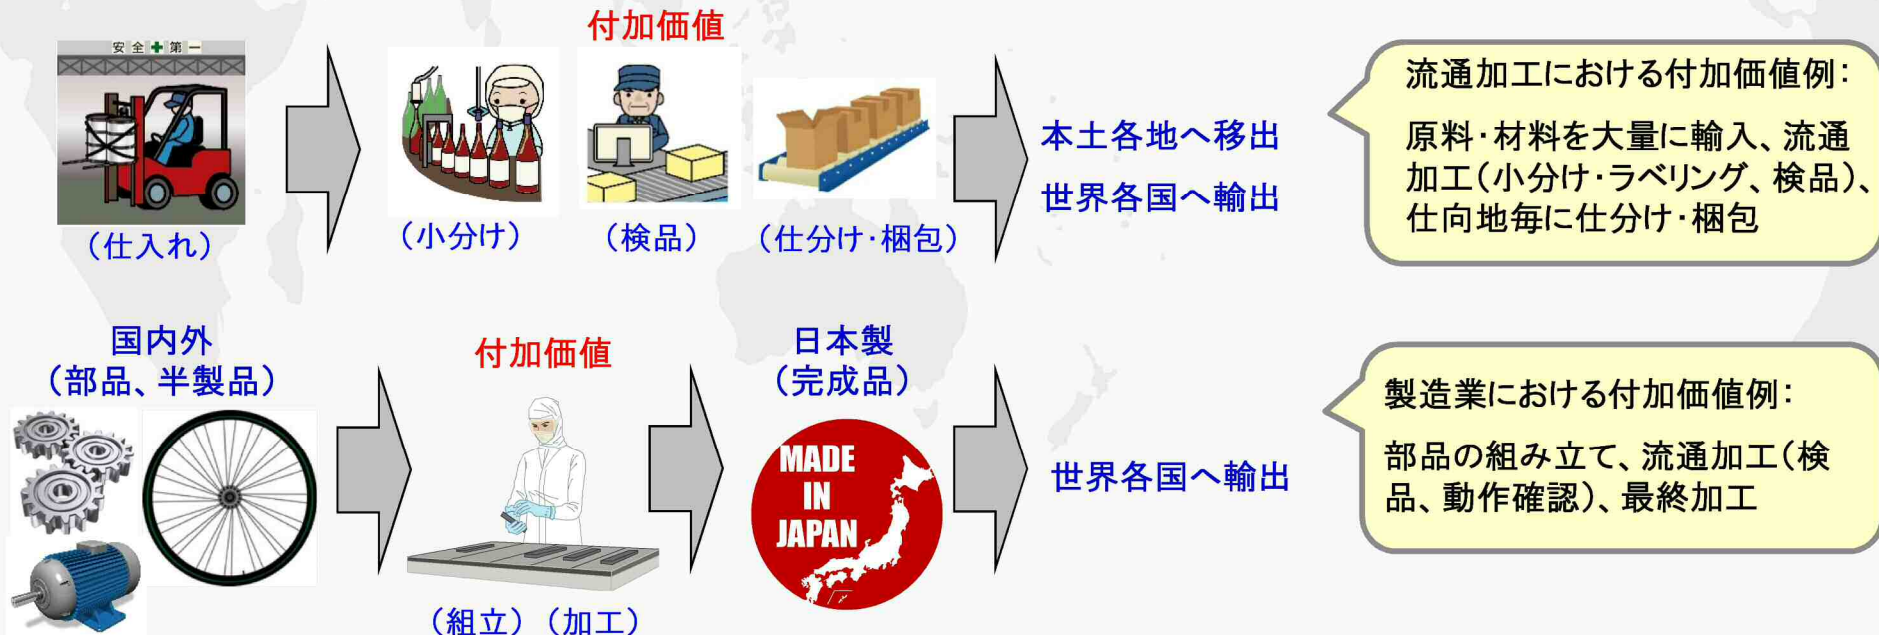 付加価値
安全✚第一
（仕入れ）
（小分け）
（検品）
（仕分け・梱包）
本土各地へ移出
世界各国へ輸出
流通加工における付加価値例：
原料・材料を大量に輸入、流通
加工（小分け・ラベリング、検品）、
仕向地毎に仕分け・梱包
国内外
（部品、半製品）
付加価値
（組立）（加工）
日本製
（完成品）
MADE
IN
JAPAN
世界各国へ輸出
製造業における付加価値例：
部品の組み立て、流通加工（検
品、動作確認）、最終加工